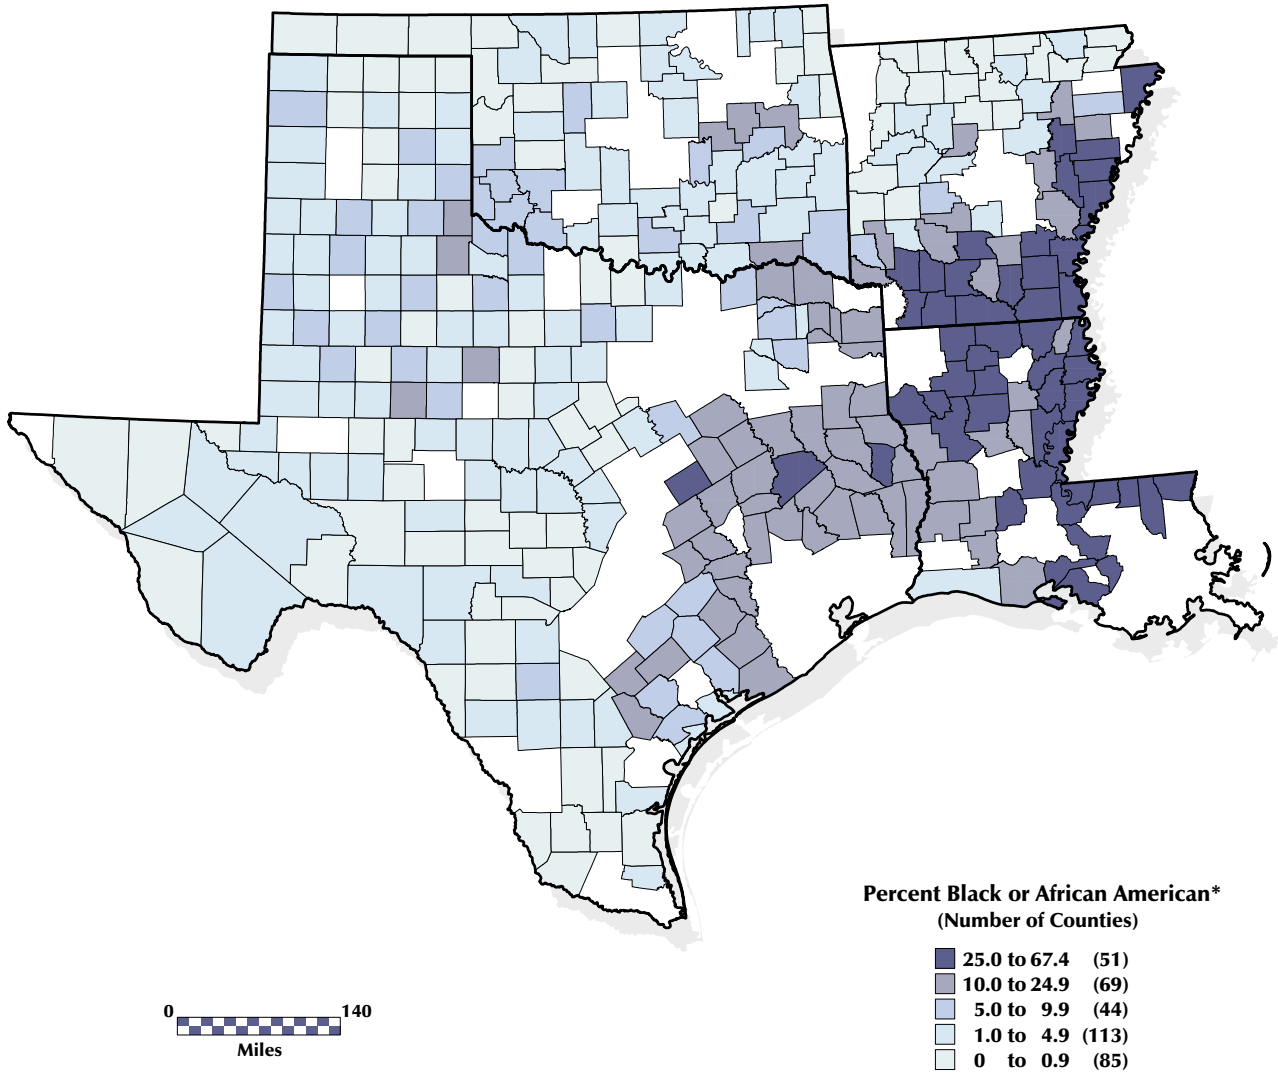 Percent Black or African American*
(Number of Counties)
25.0 to 67.4 (51)
10.0 to 24.9 (69)
5.0 to 9.9 (44)
1.0 to 4.9 (113)
0 to 0.9 (85)
0 140
Miles